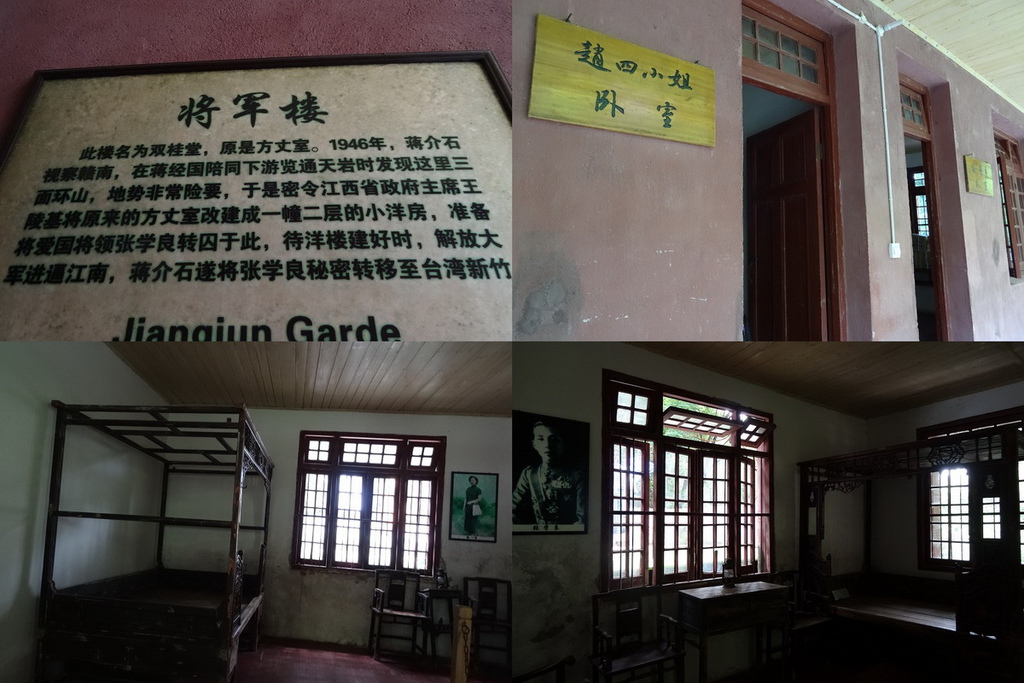 将军楼
此楼名为双桂堂，原是方丈室。1946年，蒋介石
视察赣南，在蒋经国陪同下游览通天岩时发现这里三
面环山，地势非常险要，于是密令江西省政府主席王
陵基将原来的方丈室改建成一幢二层的小洋房，准备
将爱国将领张学良转囚于此，待洋楼建好时，解放大
军进逼江南，蒋介石遂将张学良秘密转移至台湾新竹
Jiangjun Garde
趙四小姐
卧室